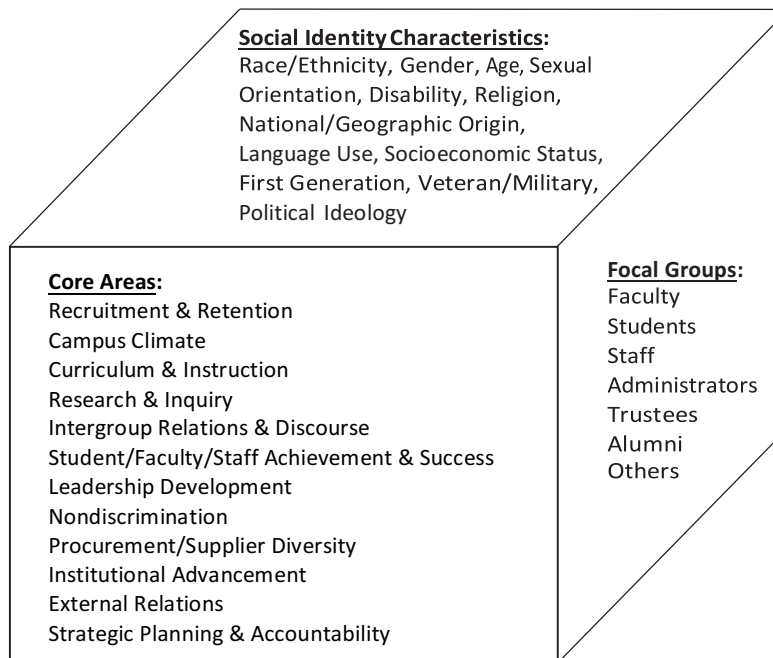 Social Identity Characteristics:
Race/Ethnicity, Gender, Age, Sexual
Orientation, Disability, Religion,
National/Geographic Origin,
Language Use, Socioeconomic Status,
First Generation, Veteran/Military,
Political Ideology
Core Areas:
Recruitment & Retention
Campus Climate
Curriculum & Instruction
Research & Inquiry
Intergroup Relations & Discourse
Student/Faculty/Staff Achievement & Success
Leadership Development
Nondiscrimination
Procurement/Supplier Diversity
Institutional Advancement
External Relations
Strategic Planning & Accountability
Focal Groups:
Faculty
Students
Staff
Administrators
Trustees
Alumni
Others